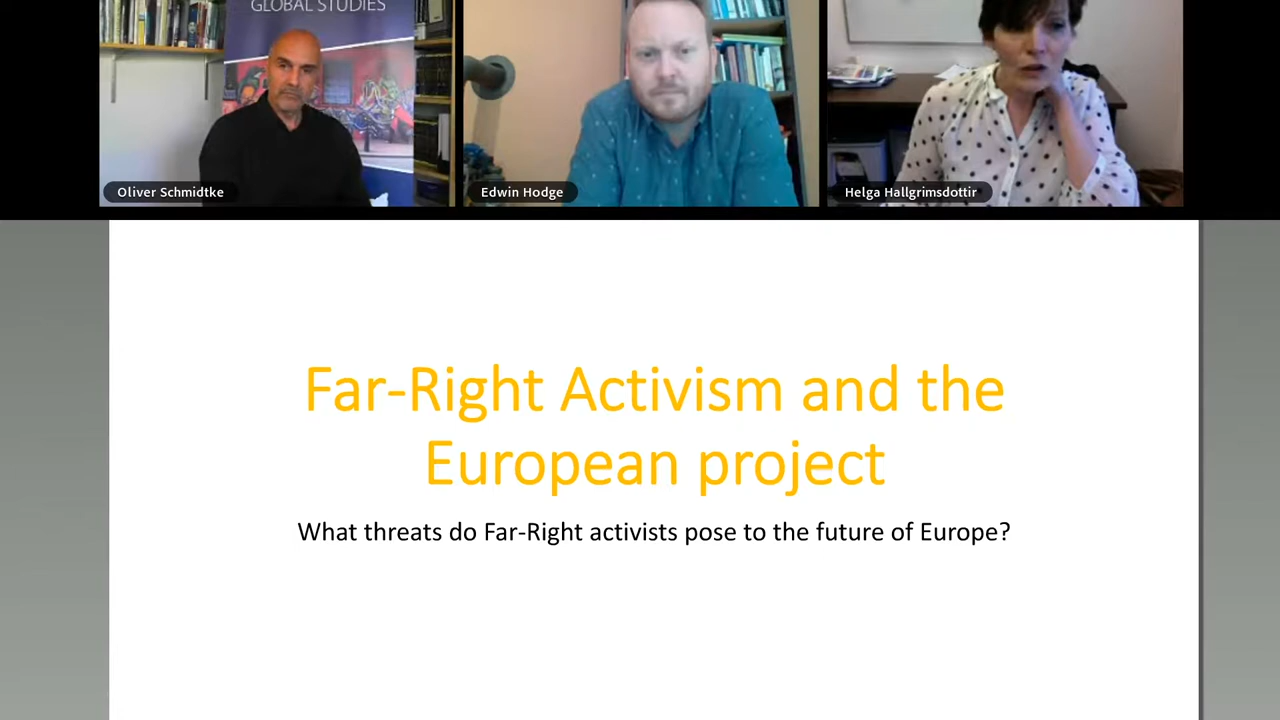 GLOBAL STUDIES
Oliver Schmidtke
Edwin Hodge
Helga Hallgrimsdottir
Far-Right Activism and the
European project
What threats do Far-Right activists pose to the future of Europe?